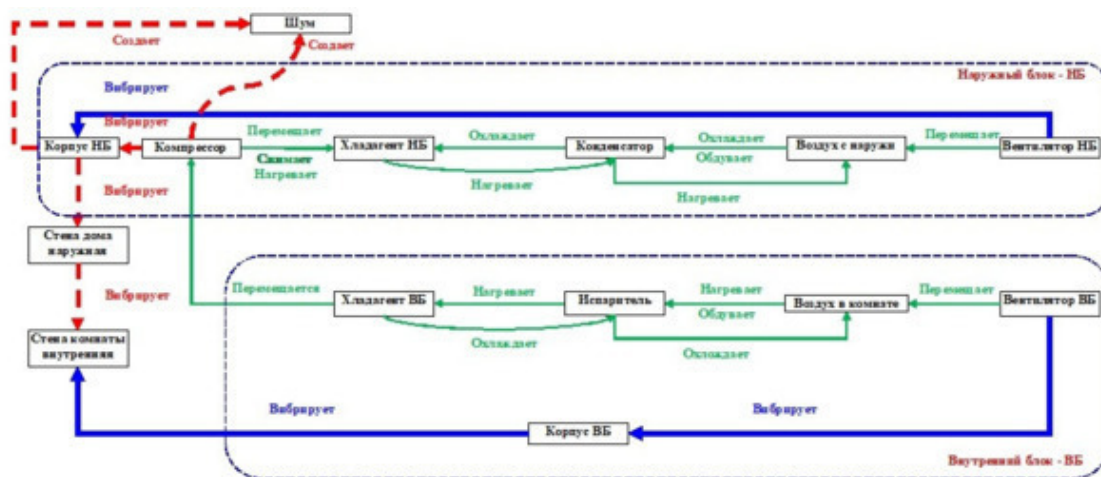 Шум
Создает
Создает
Наружный блок - НБ
Вибрирует
Вибрирует
Корпус НБ
Компрессор
Перемещает
Сжимает
Нагревает
Хладагент НБ
Охлаждает
Конденсатор
Охлаждает
Обдувает
Воздух с наружи
Перемещает
Вентилятор НБ
Нагревает
Нагревает
Вибрирует
Стена дома
наружная
Вибрирует
Стена комнаты
внутренняя
Перемещается
Хладагент ВБ
Нагревает
Испаритель
Нагревает
Обдувает
Воздух в комнате
Перемещает
Вентилятор ВБ
Охлаждает
Охлождает
Вибрирует
Вибрирует
Корпус ВБ
Внутренний блок - ВБ